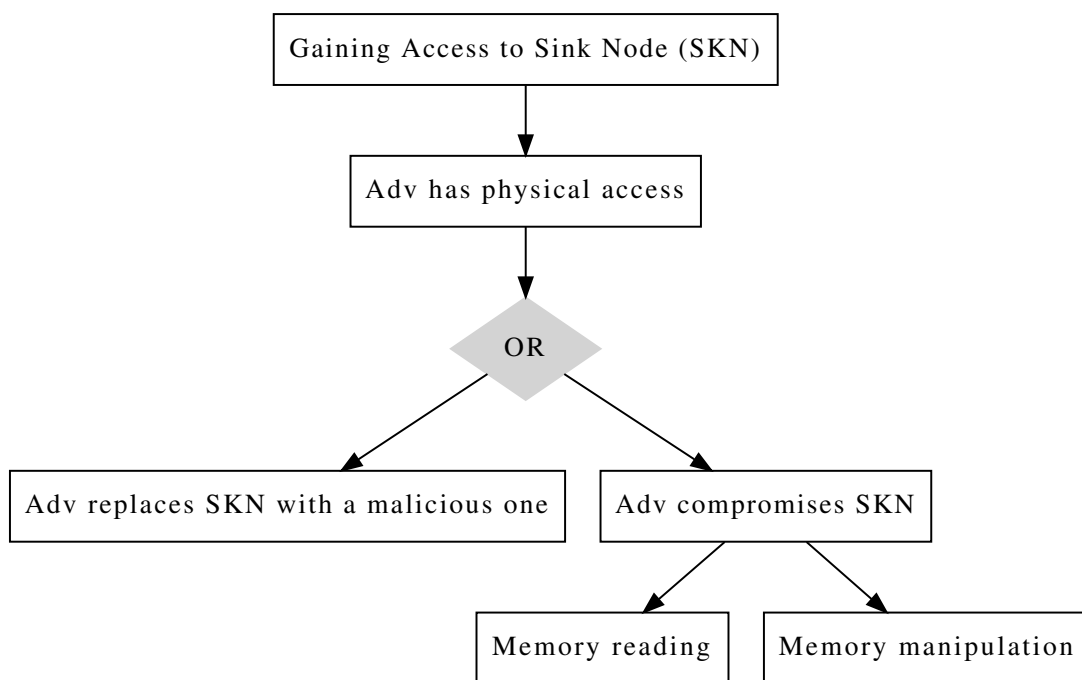 Gaining Access to Sink Node (SKN)
Adv has physical access
OR
Adv replaces SKN with a malicious one
Adv compromises SKN
Memory reading
Memory manipulation